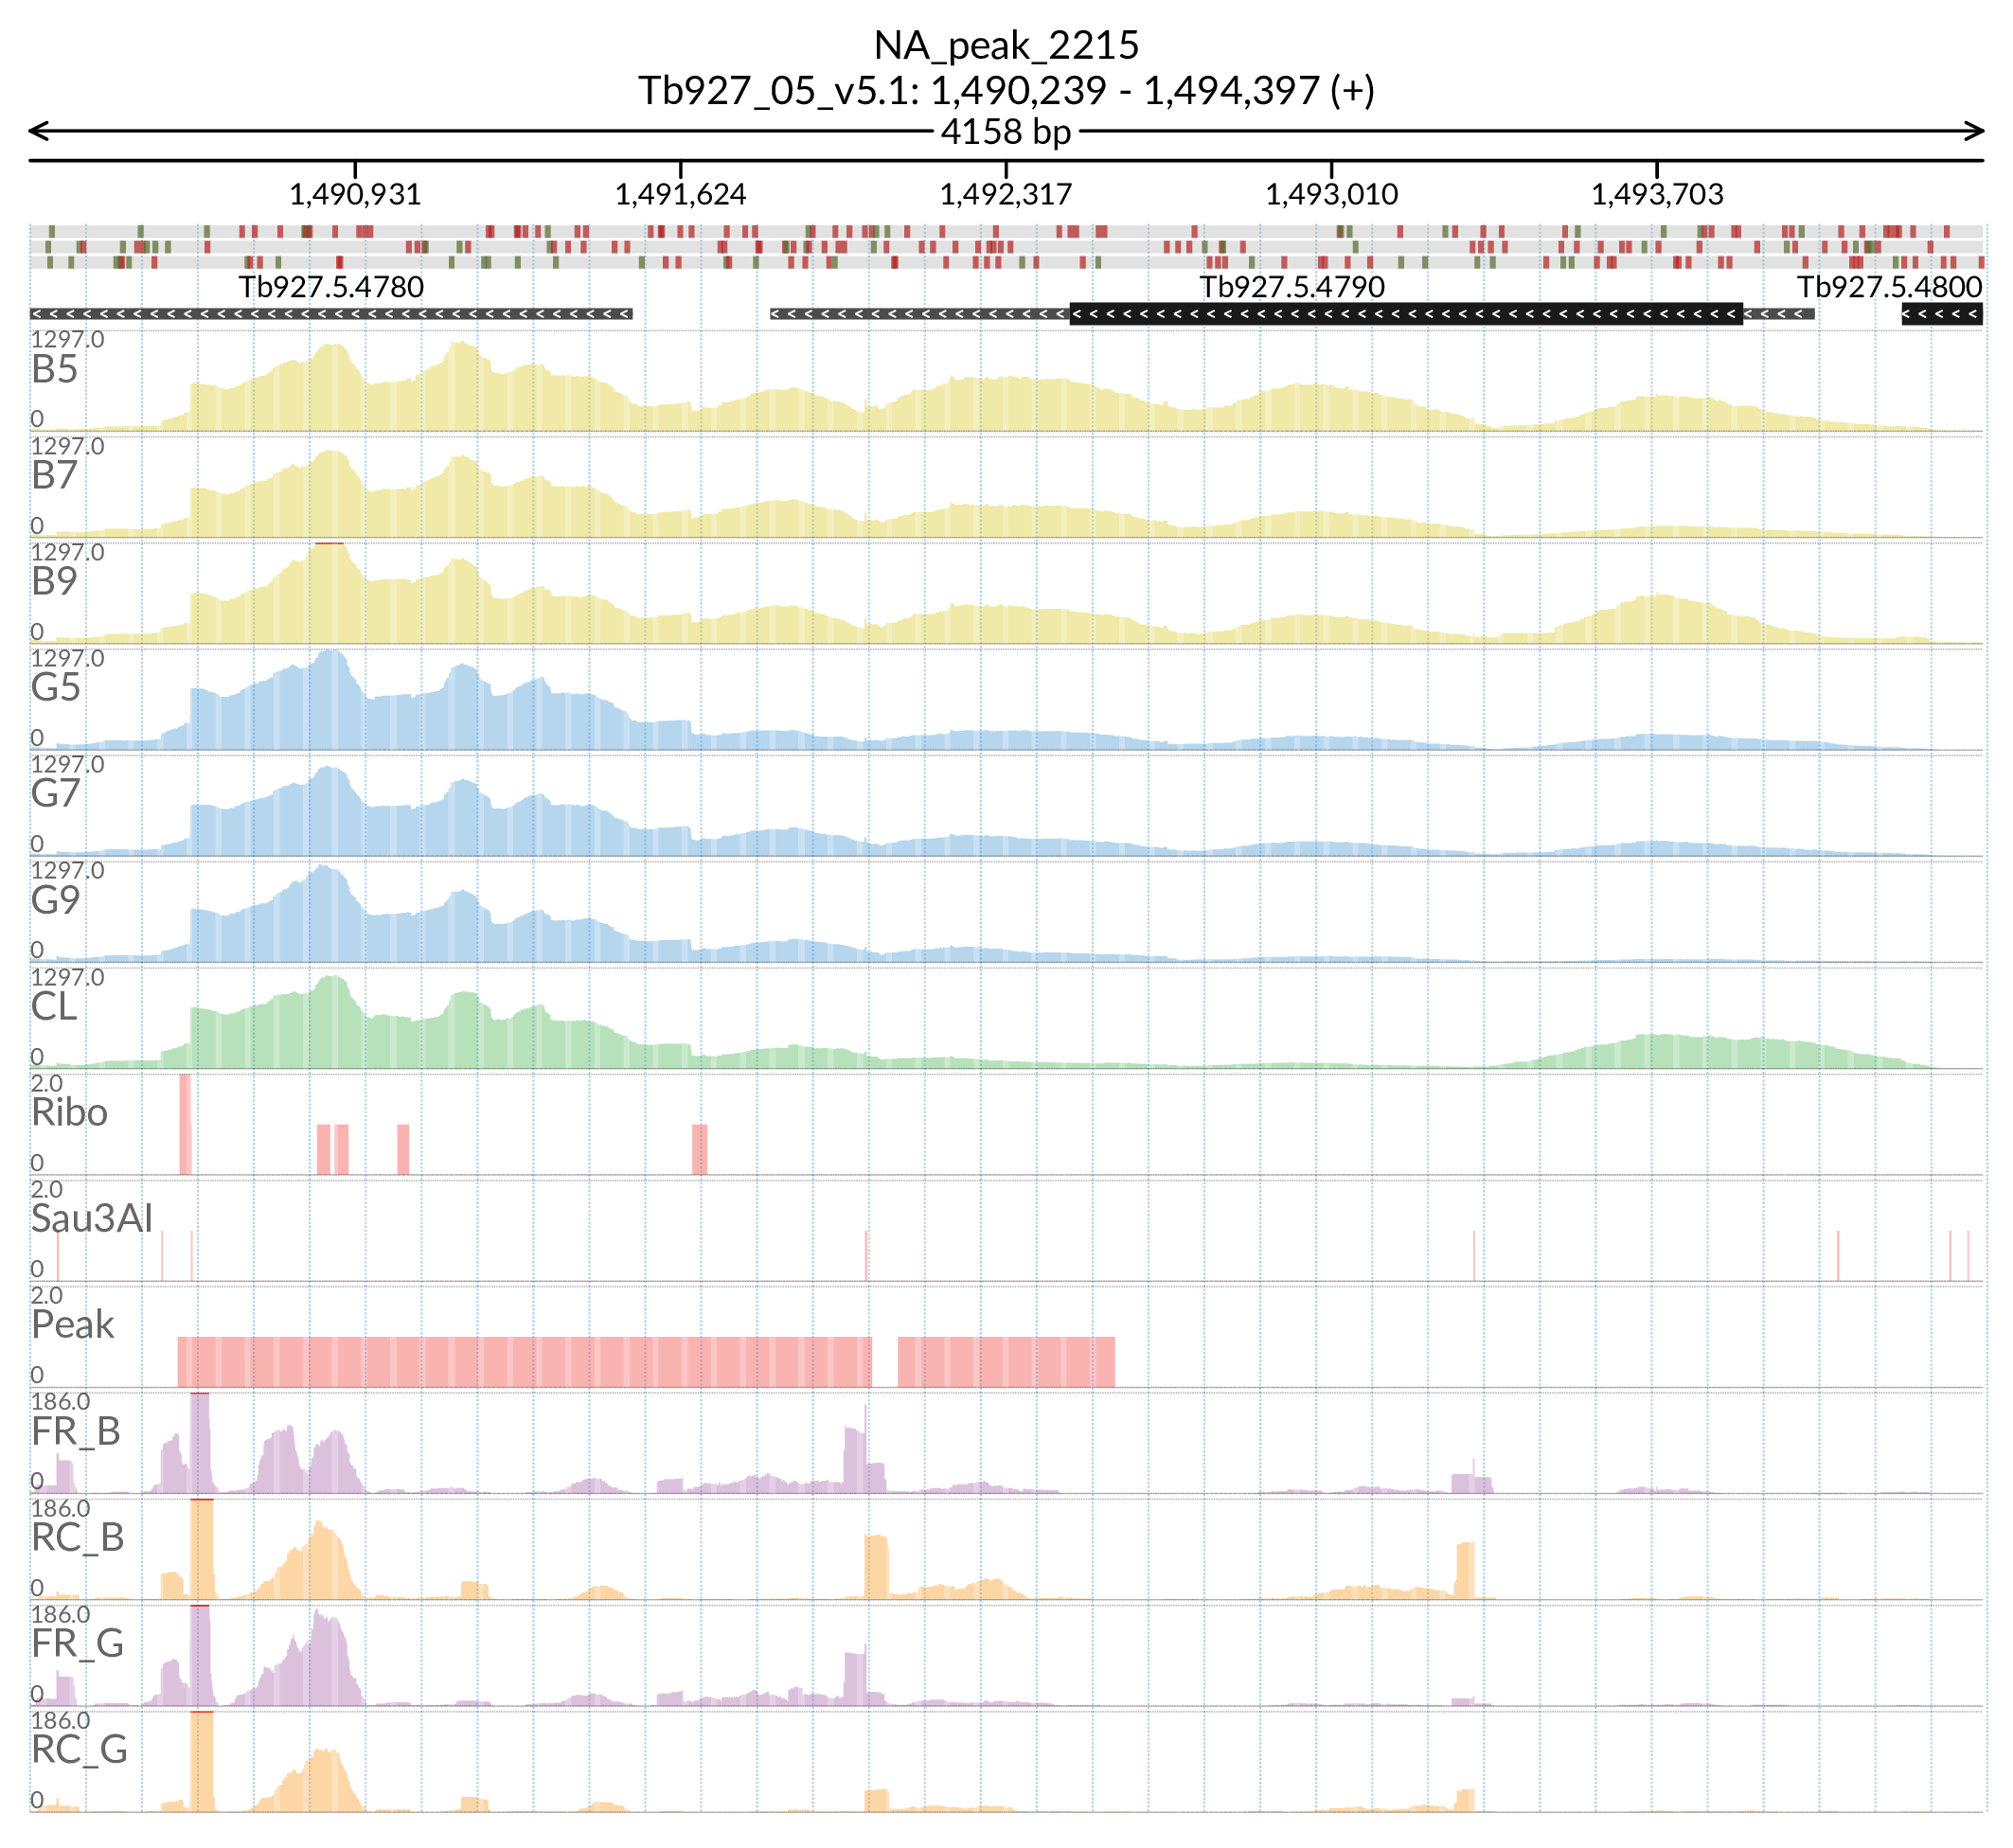 NA_peak_2215
Tb927_05_v5.1: 1,490,239 - 1,494,397 (+)
4158 bp
1,490,931 1,491,624 1,492,317 1,493,010 1,493,703
Tb927.5.4780 Tb927.5.4790 Tb927.5.4800
1297.0
B5
0
1297.0
B7
0
1297.0
B9
0
1297.0
G5
0
1297.0
G7
0
1297.0
G9
0
1297.0
CL
0
2.0
Ribo
0
2.0
Sau3AI
0
2.0
Peak
0
186.0
FR_B
0
186.0
RC_B
0
186.0
FR_G
0
186.0
RC_G
0